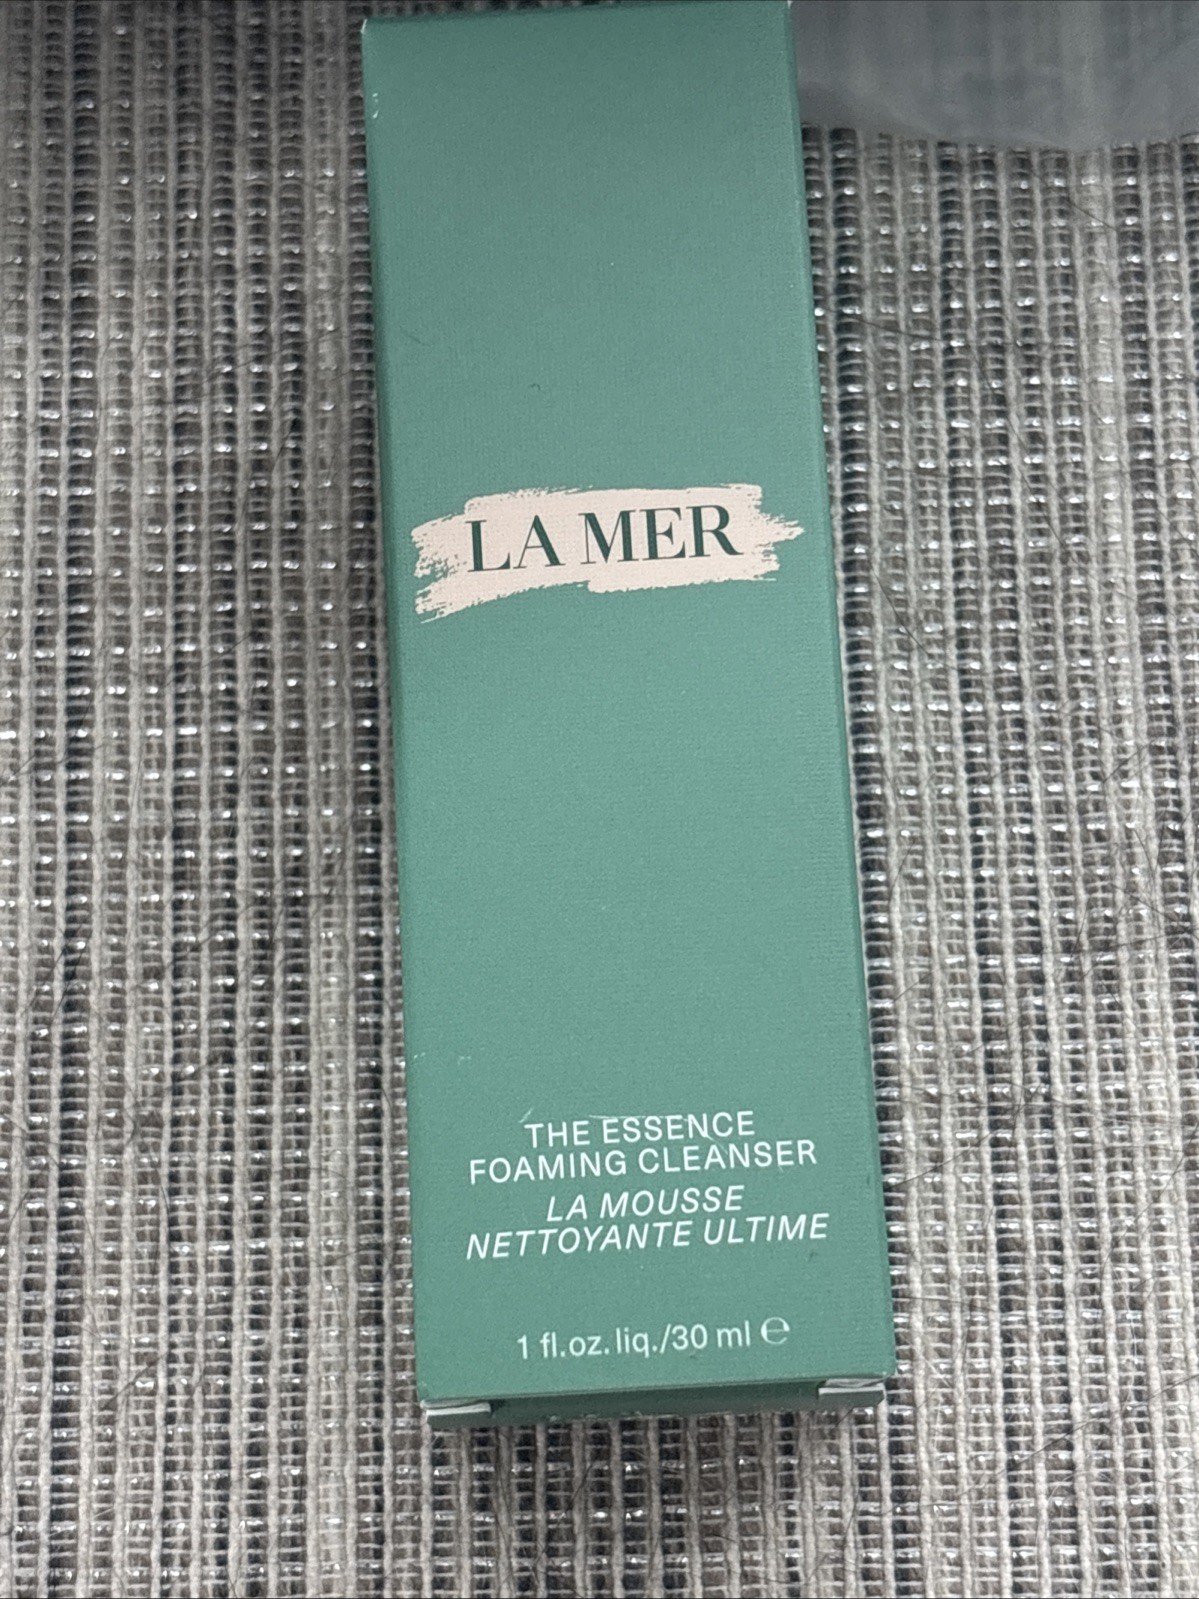 LA MER
THE ESSENCE
FOAMING CLEANSER
LA MOUSSE
NETTOYANTE ULTIME
1 fl.oz.liq./30 ml ℮